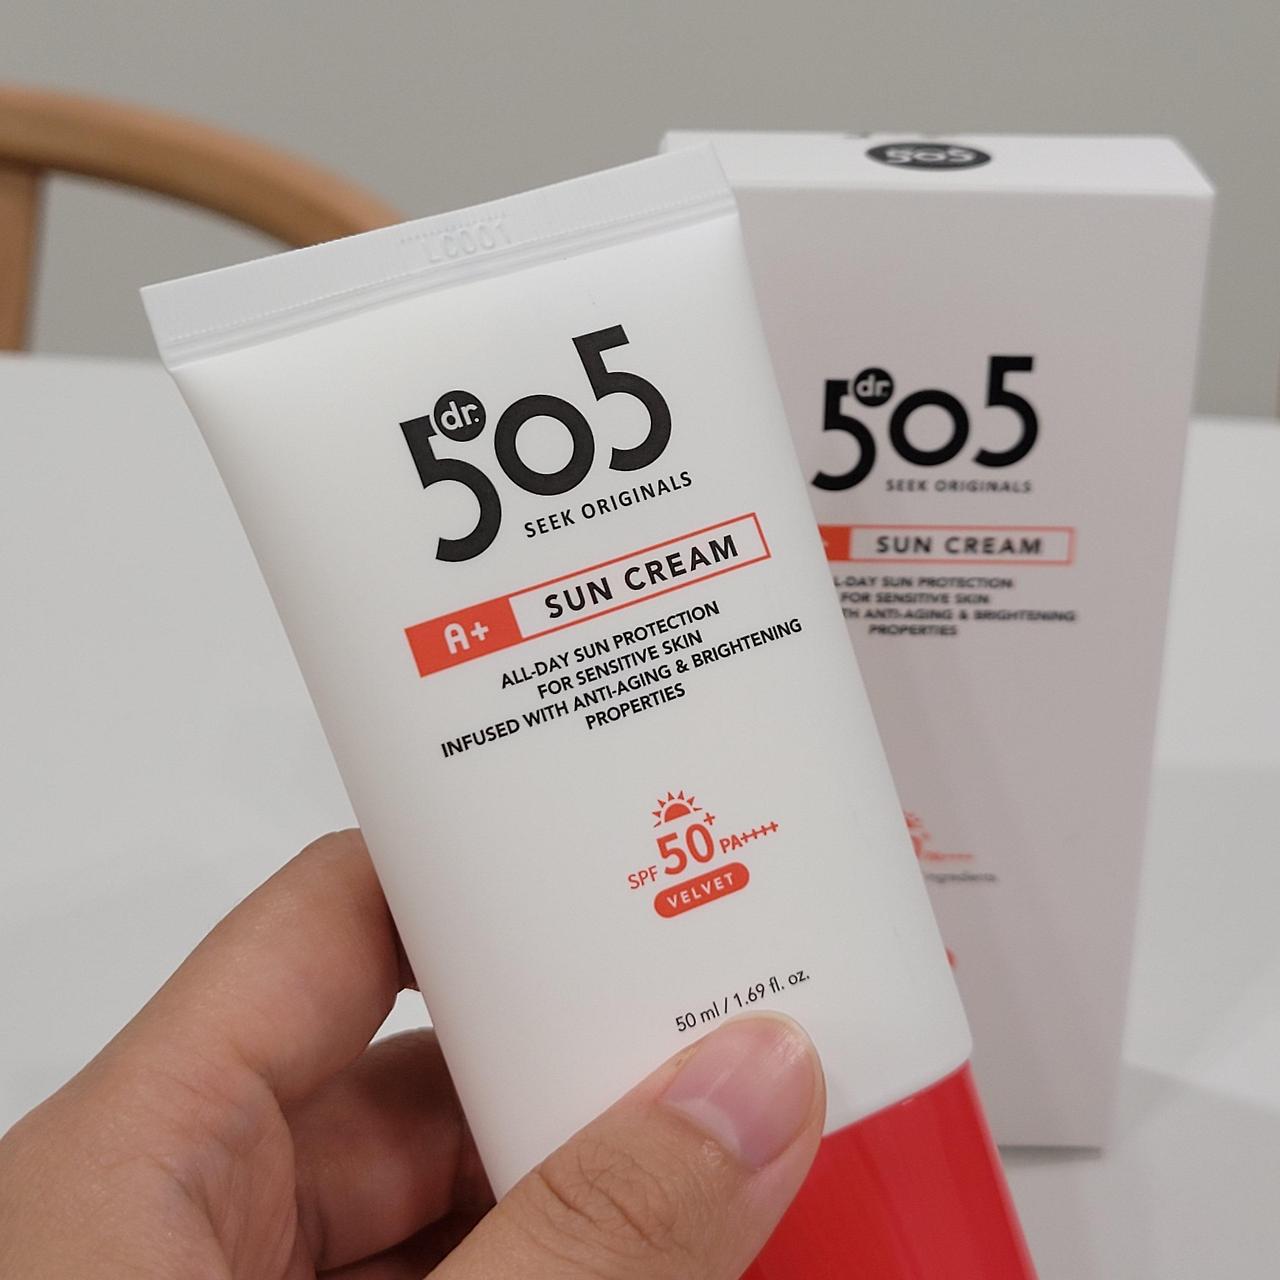 LC001
dr.
505
SEEK ORIGINALS
A+ SUN CREAM
ALL-DAY SUN PROTECTION
FOR SENSITIVE SKIN
INFUSED WITH ANTI-AGING & BRIGHTENING
PROPERTIES
SPF 50+ PA++++
VELVET
50 ml / 1.69 fl. oz.
505
dr.
505
SEEK ORIGINALS
SUN CREAM
L-DAY SUN PROTECTION
FOR SENSITIVE SKIN
TH ANTI-AGING & BRIGHTENING
PROPERTIES